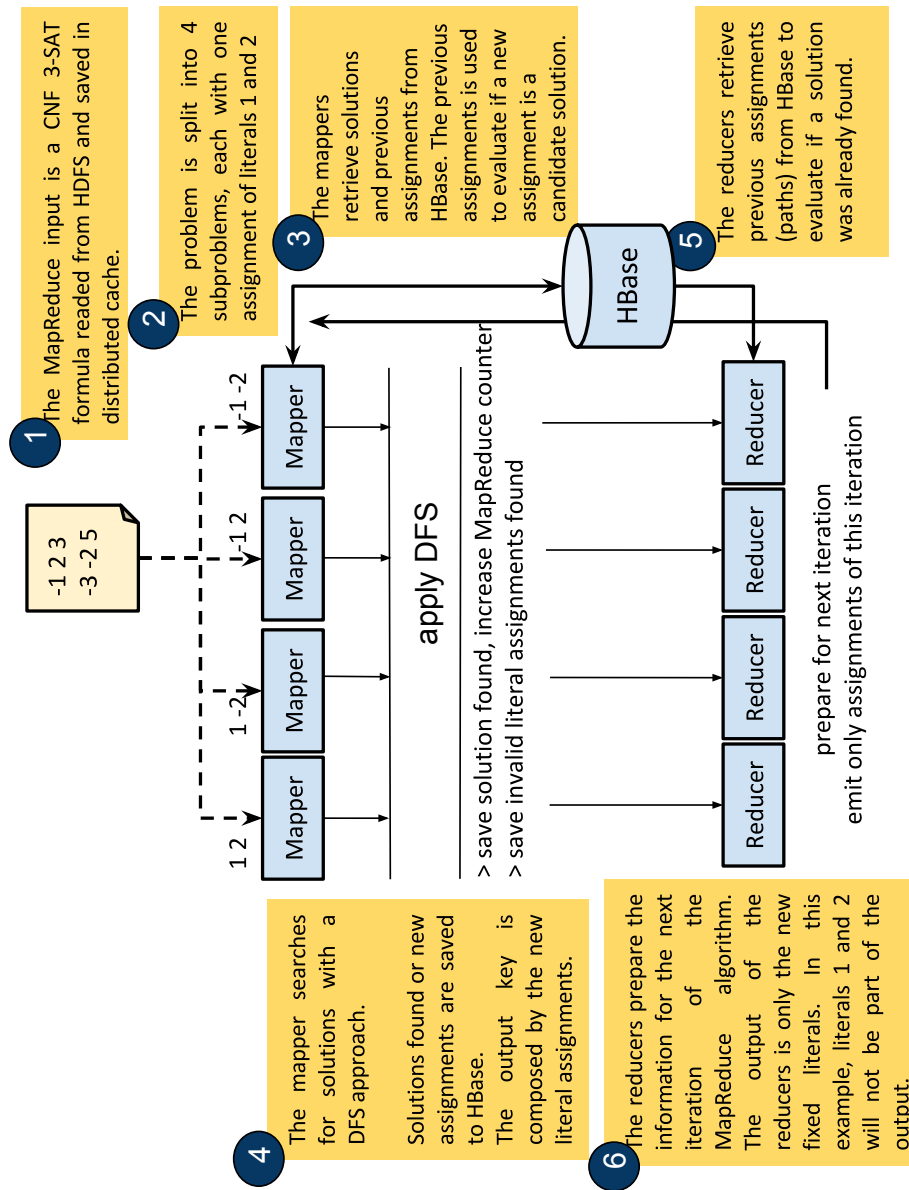 1
The MapReduce input is a CNF 3-SAT
formula readed from HDFS and saved in
distributed cache.
2
The problem is split into 4
subproblems, each with one
assignment of literals 1 and 2
3
The mappers
retrieve solutions
and previous
assignments from
HBase. The previous
assignments is used
to evaluate if a new
assignment is a
candidate solution.
-1 2 3
-3 -2 5
1 2
1 -2
-1 2
-1 -2
Mapper
Mapper
Mapper
Mapper
apply DFS
> save solution found, increase MapReduce counter
> save invalid literal assignments found
HBase
Reducer
Reducer
Reducer
Reducer
prepare for next iteration
emit only assignments of this iteration
4
The mapper searches
for solutions with a
DFS approach.
Solutions found or new
assignments are saved
to HBase.
The output key is
composed by the new
literal assignments.
5
The reducers retrieve
previous assignments
(paths) from HBase to
evaluate if a solution
was already found.
6
The reducers prepare the
information for the next
iteration of the
MapReduce algorithm.
The output of the
reducers is only the new
fixed literals. In this
example, literals 1 and 2
will not be part of the
output.